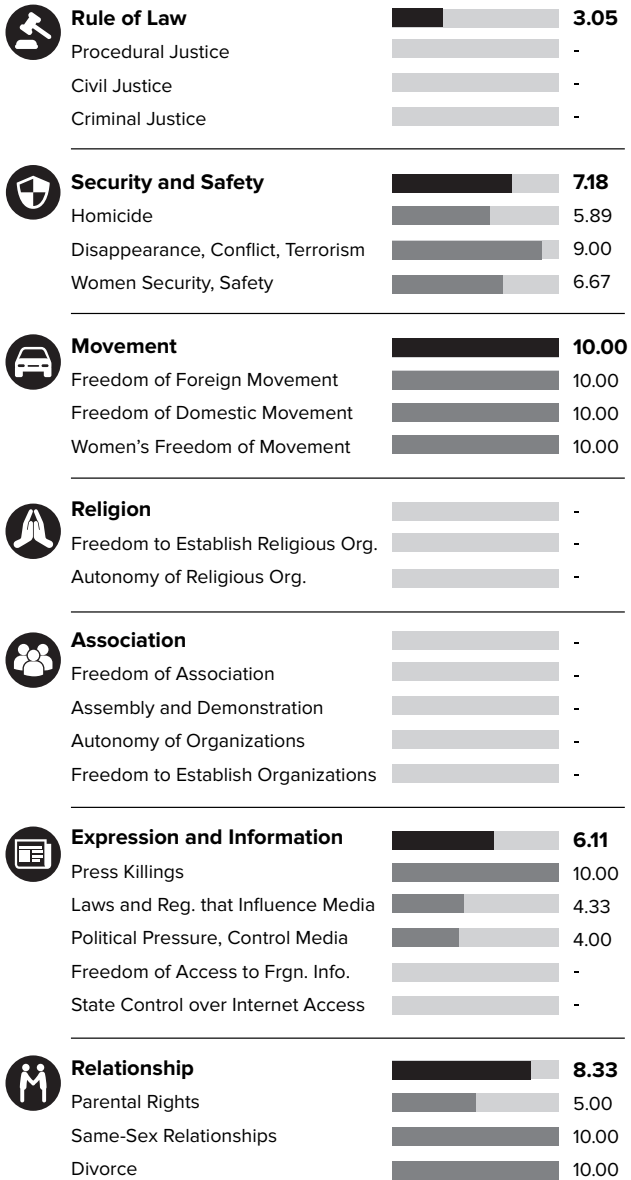 Rule of Law 3.05
Procedural Justice -
Civil Justice -
Criminal Justice -
Security and Safety 7.18
Homicide 5.89
Disappearance, Conflict, Terrorism 9.00
Women Security, Safety 6.67
Movement 10.00
Freedom of Foreign Movement 10.00
Freedom of Domestic Movement 10.00
Women’s Freedom of Movement 10.00
Religion -
Freedom to Establish Religious Org. -
Autonomy of Religious Org. -
Association -
Freedom of Association -
Assembly and Demonstration -
Autonomy of Organizations -
Freedom to Establish Organizations -
Expression and Information 6.11
Press Killings 10.00
Laws and Reg. that Influence Media 4.33
Political Pressure, Control Media 4.00
Freedom of Access to Frgn. Info. -
State Control over Internet Access -
Relationship 8.33
Parental Rights 5.00
Same-Sex Relationships 10.00
Divorce 10.00